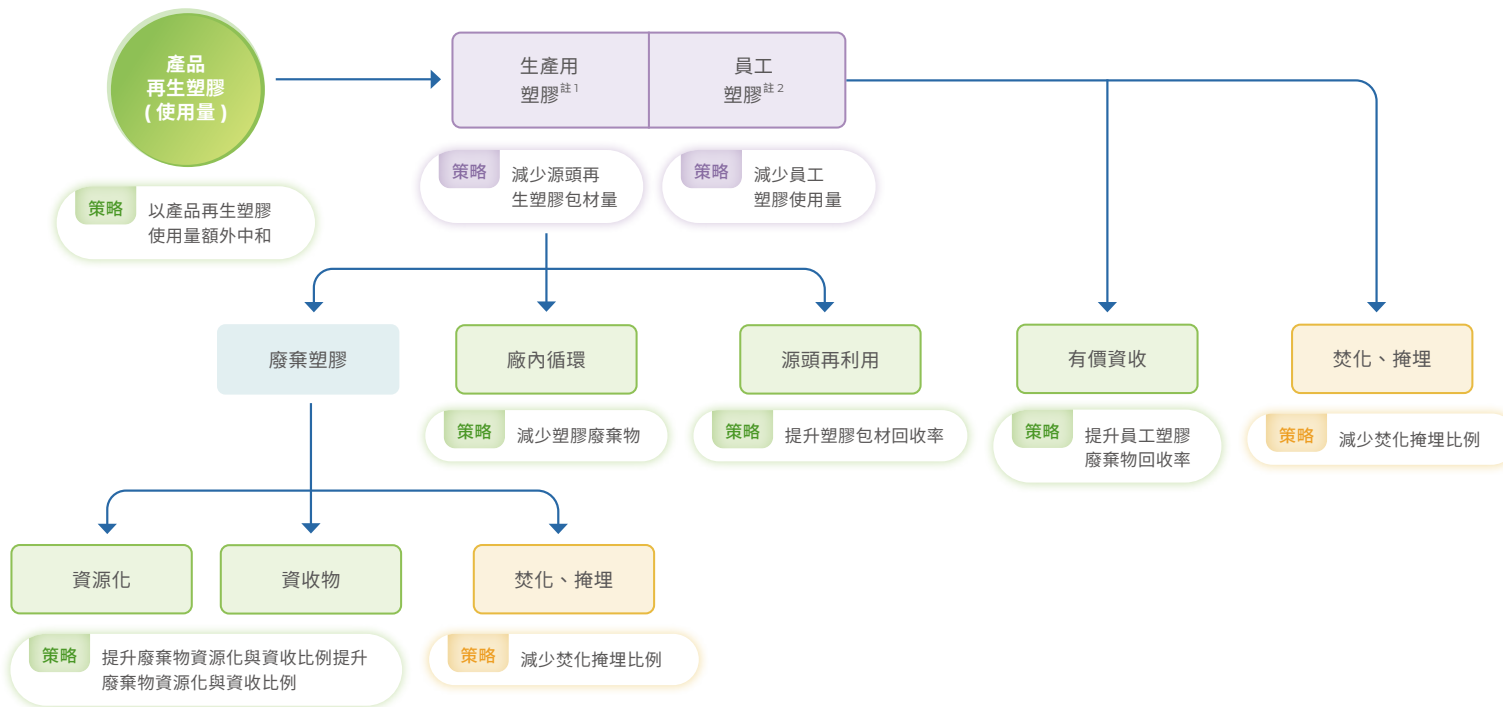 產品
再生塑膠
( 使用量 )
生產用
塑膠註1
員工
塑膠註2
策略
以產品再生塑膠
使用量額外中和
策略
減少源頭再
生塑膠包材量
策略
減少員工
塑膠使用量
廢棄塑膠
廠內循環
源頭再利用
有價資收
焚化、掩埋
策略
減少塑膠廢棄物
策略
提升塑膠包材回收率
策略
提升員工塑膠
廢棄物回收率
策略
減少焚化掩埋比例
資源化
資收物
焚化、掩埋
策略
提升廢棄物資源化與資收比例提升
廢棄物資源化與資收比例
策略
減少焚化掩埋比例